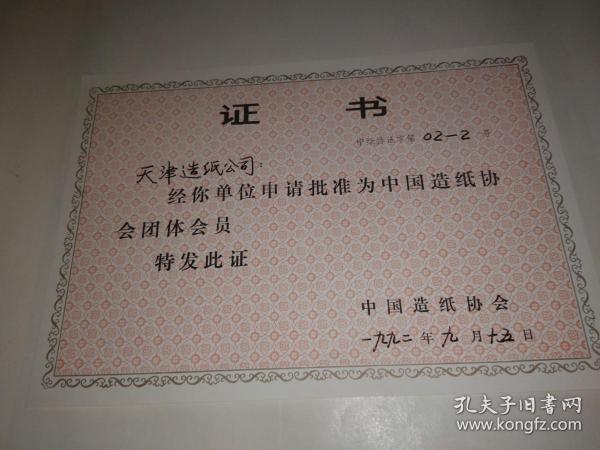 证 书
字第 02-2 号
天津造纸公司：
经你单位申请批准为中国造纸协
会团体会员
特发此证
中国造纸协会
一九九二年九月十五日
孔夫子旧书网
www.kongfz.com